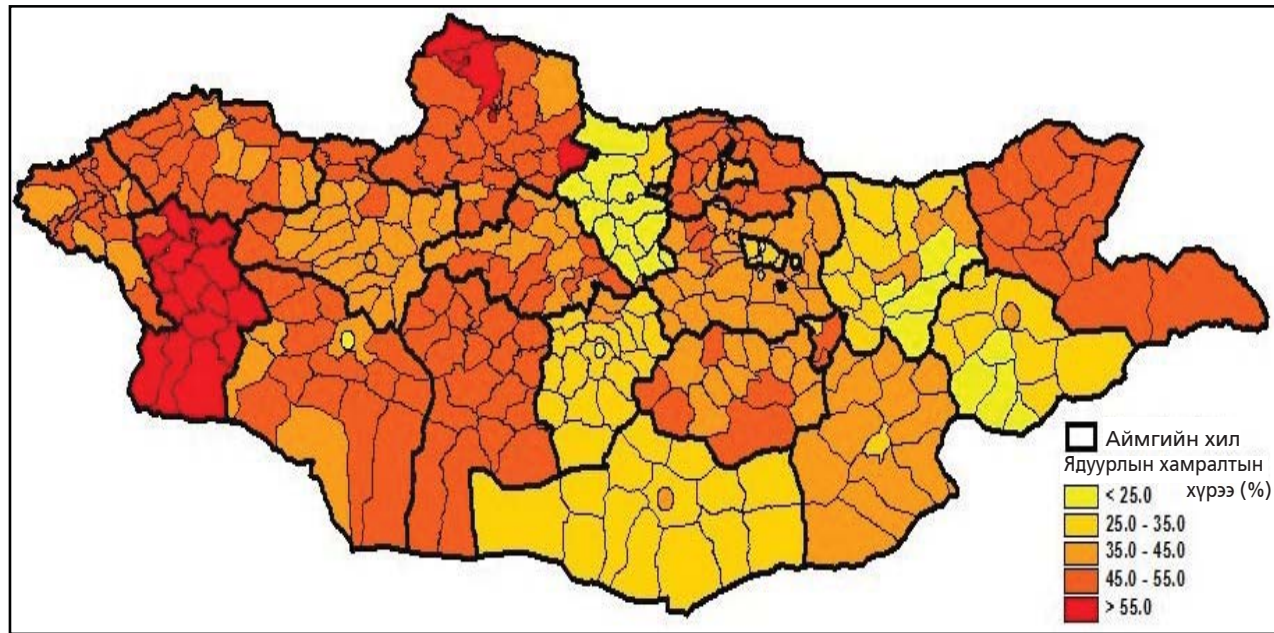 Аймгийн хил
Ядуурлын хамралтын
хүрээ (%)
< 25.0
25.0 - 35.0
35.0 - 45.0
45.0 - 55.0
> 55.0